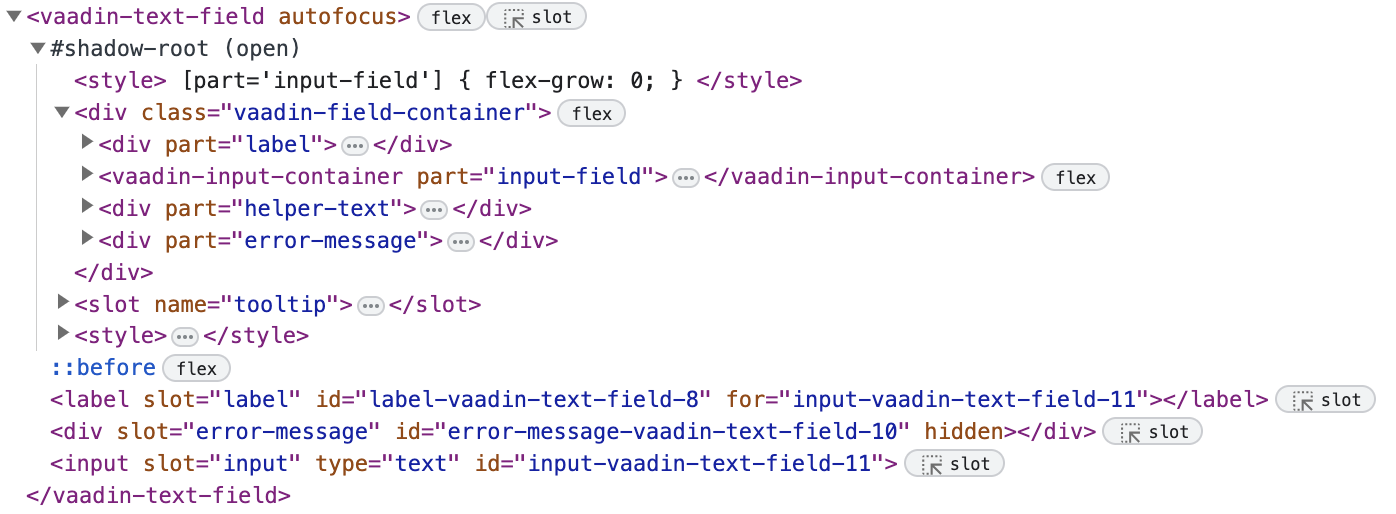 <vaadin-text-field autofocus> flex slot
#shadow-root (open)
<style> [part='input-field'] { flex-grow: 0; } </style>
<div class="vaadin-field-container"> flex
<div part="label"> … </div>
<vaadin-input-container part="input-field"> … </vaadin-input-container> flex
<div part="helper-text"> … </div>
<div part="error-message"> … </div>
</div>
<slot name="tooltip"> … </slot>
<style> … </style>
::before flex
<label slot="label" id="label-vaadin-text-field-8" for="input-vaadin-text-field-11"></label> slot
<div slot="error-message" id="error-message-vaadin-text-field-10" hidden></div> slot
<input slot="input" type="text" id="input-vaadin-text-field-11"> slot
</vaadin-text-field>